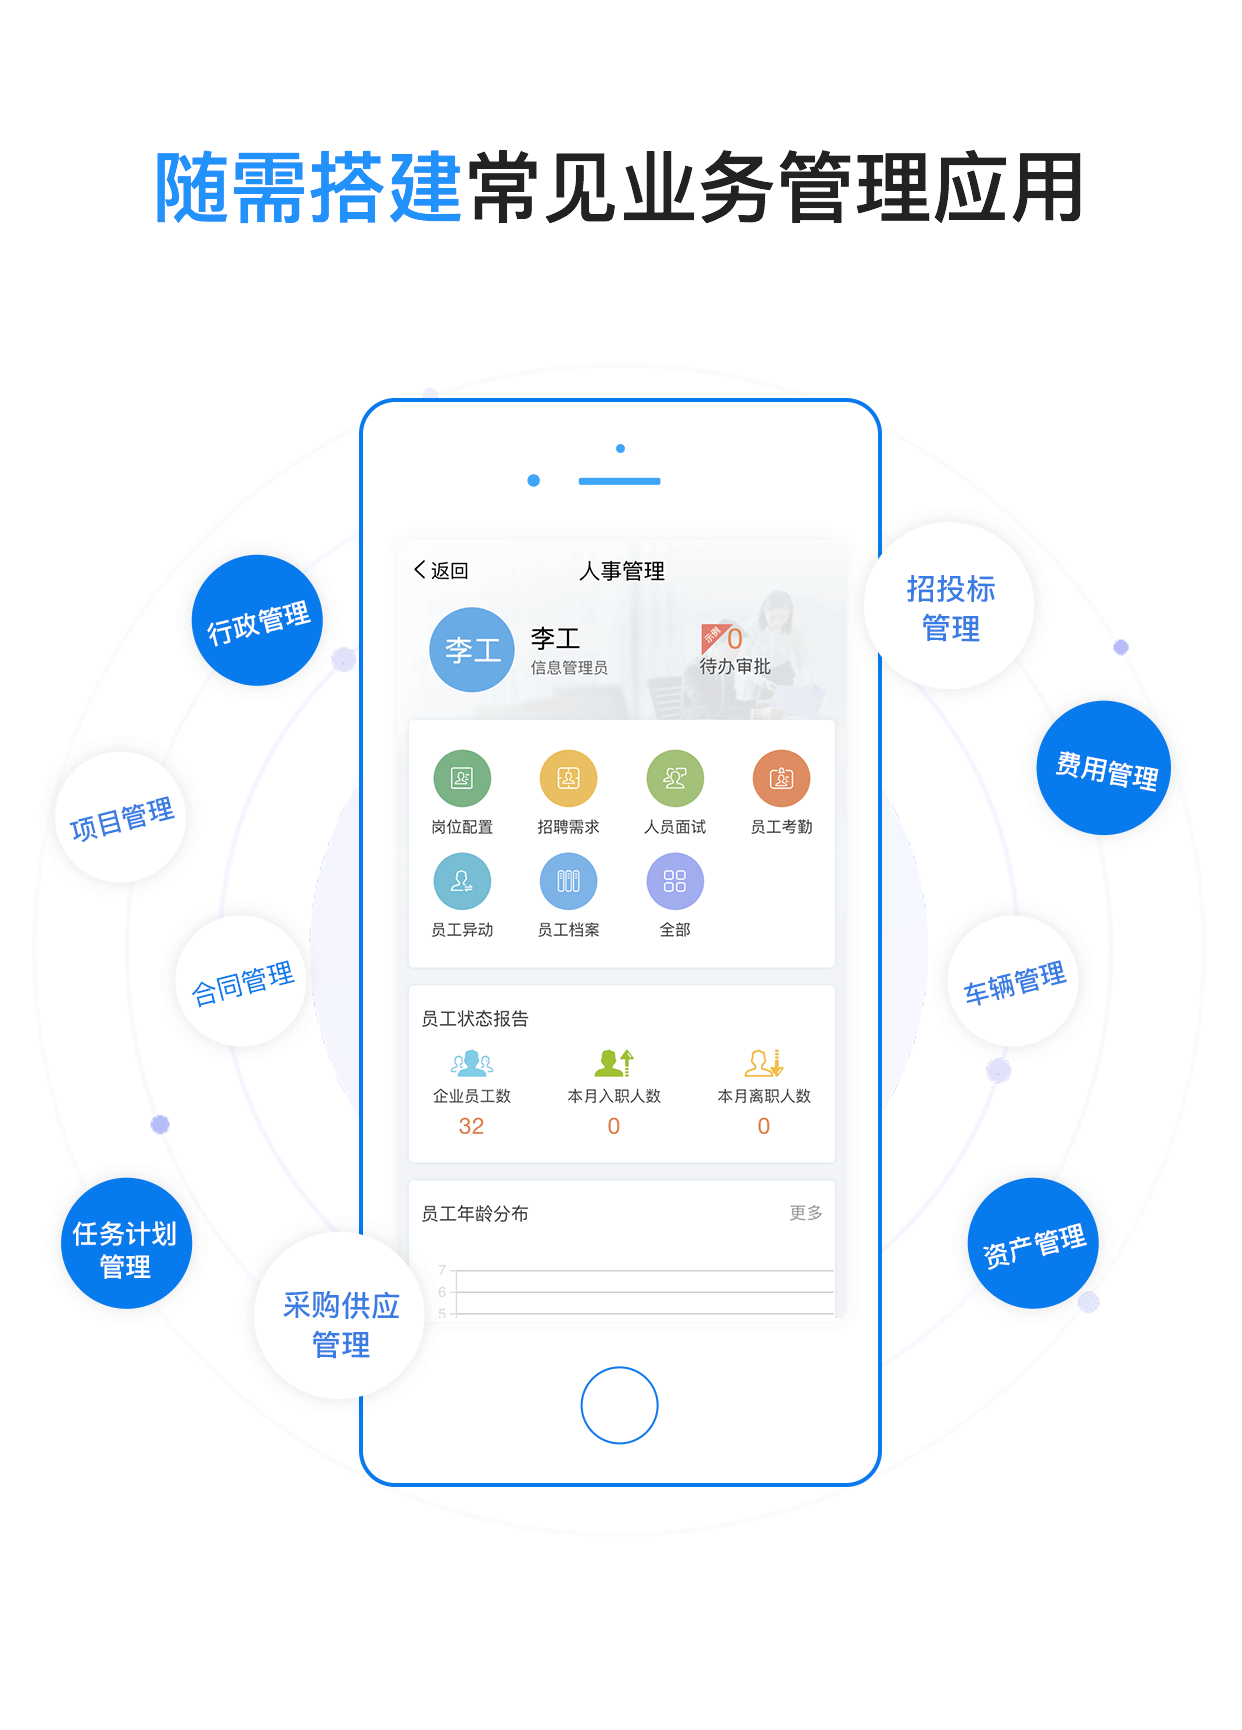 随需搭建常见业务管理应用
返回
人事管理
李工
李工
信息管理员
示例
0
待办审批
岗位配置
招聘需求
人员面试
员工考勤
员工异动
员工档案
全部
员工状态报告
企业员工数
本月入职人数
本月离职人数
32
0
0
员工年龄分布
更多
7
6
5
行政管理
项目管理
合同管理
任务计划
管理
采购供应
管理
招投标
管理
费用管理
车辆管理
资产管理